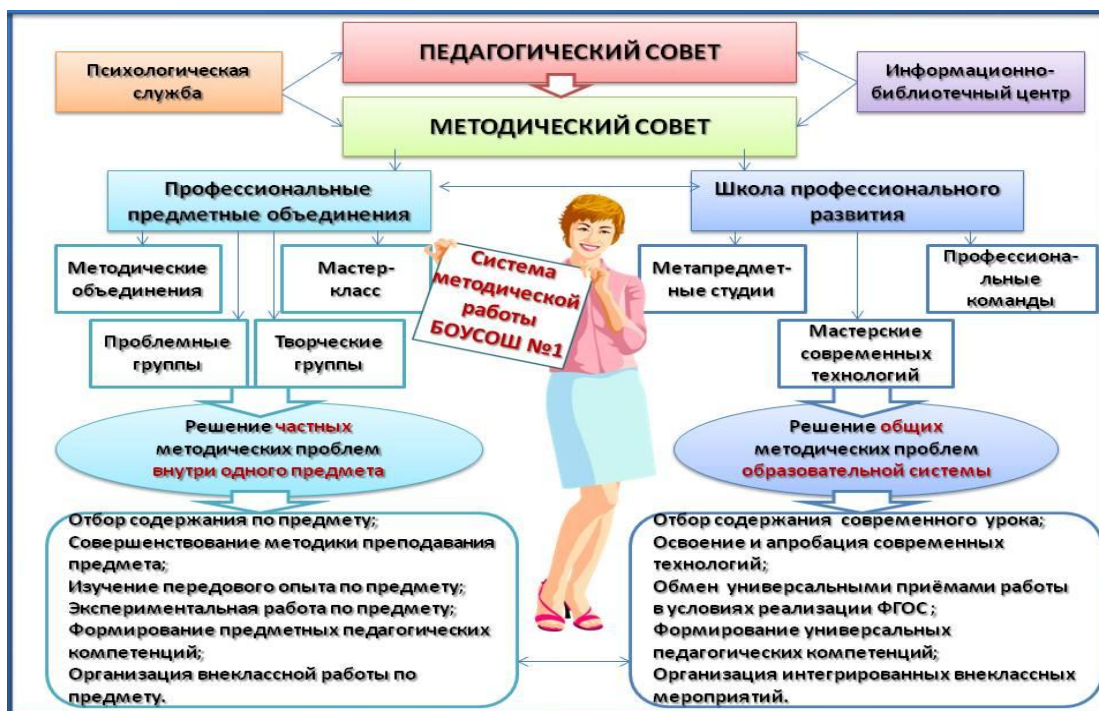 ПЕДАГОГИЧЕСКИЙ СОВЕТ
Психологическая
служба
Информационно-
библиотечный центр
МЕТОДИЧЕСКИЙ СОВЕТ
Профессиональные
предметные объединения
Школа профессионального
развития
Методические
объединения
Мастер-
класс
Проблемные
группы
Творческие
группы
Система
методической
работы
БОУСОШ №1
Метапредмет-
ные студии
Профессиона-
льные
команды
Мастерские
современных
технологий
Решение частных
методических проблем
внутри одного предмета
Решение общих
методических проблем
образовательной системы
Отбор содержания по предмету;
Совершенствование методики преподавания
предмета;
Изучение передового опыта по предмету;
Экспериментальная работа по предмету;
Формирование предметных педагогических
компетенций;
Организация внеклассной работы по
предмету.
Отбор содержания современного урока;
Освоение и апробация современных
технологий;
Обмен универсальными приёмами работы
в условиях реализации ФГОС;
Формирование универсальных
педагогических компетенций;
Организация интегрированных внеклассных
мероприятий.